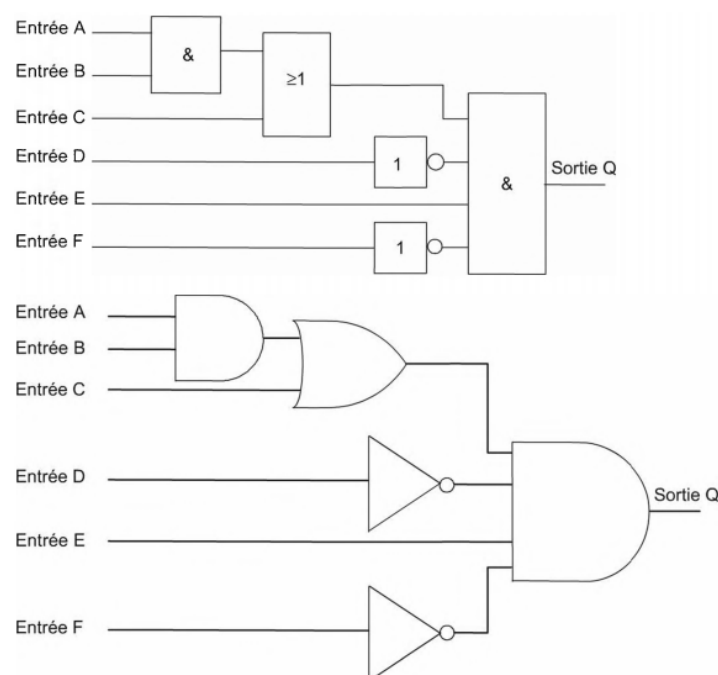 Entrée A
&
Entrée B
≥1
Entrée C
Entrée D
1
Sortie Q
&
Entrée E
Entrée F
1
Entrée A
Entrée B
Entrée C
Entrée D
Sortie Q
Entrée E
Entrée F